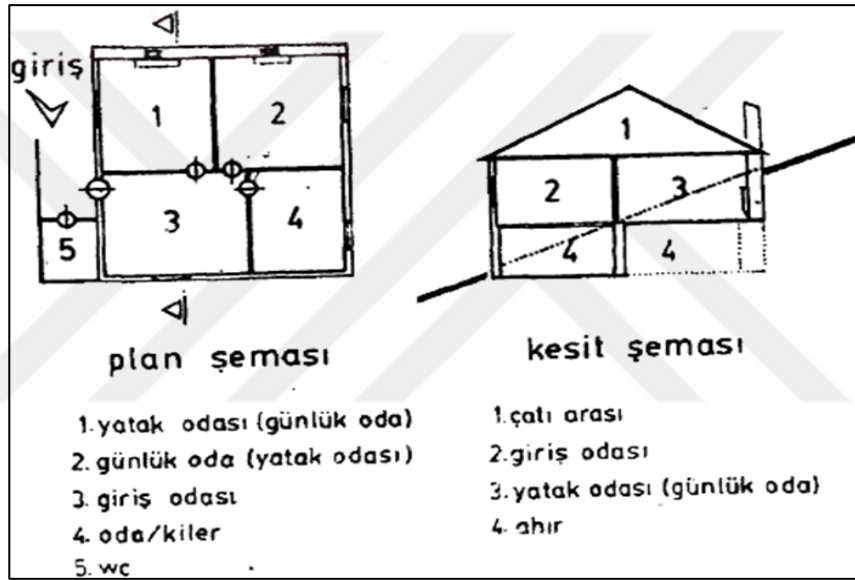 giriş
1
2
3
4
5
plan şeması
1. yatak odası (günlük oda)
2. günlük oda (yatak odası)
3. giriş odası
4. oda/kiler
5. wc
1
2
3
4
4
kesit şeması
1. çatı arası
2. giriş odası
3. yatak odası (günlük oda)
4. ahır